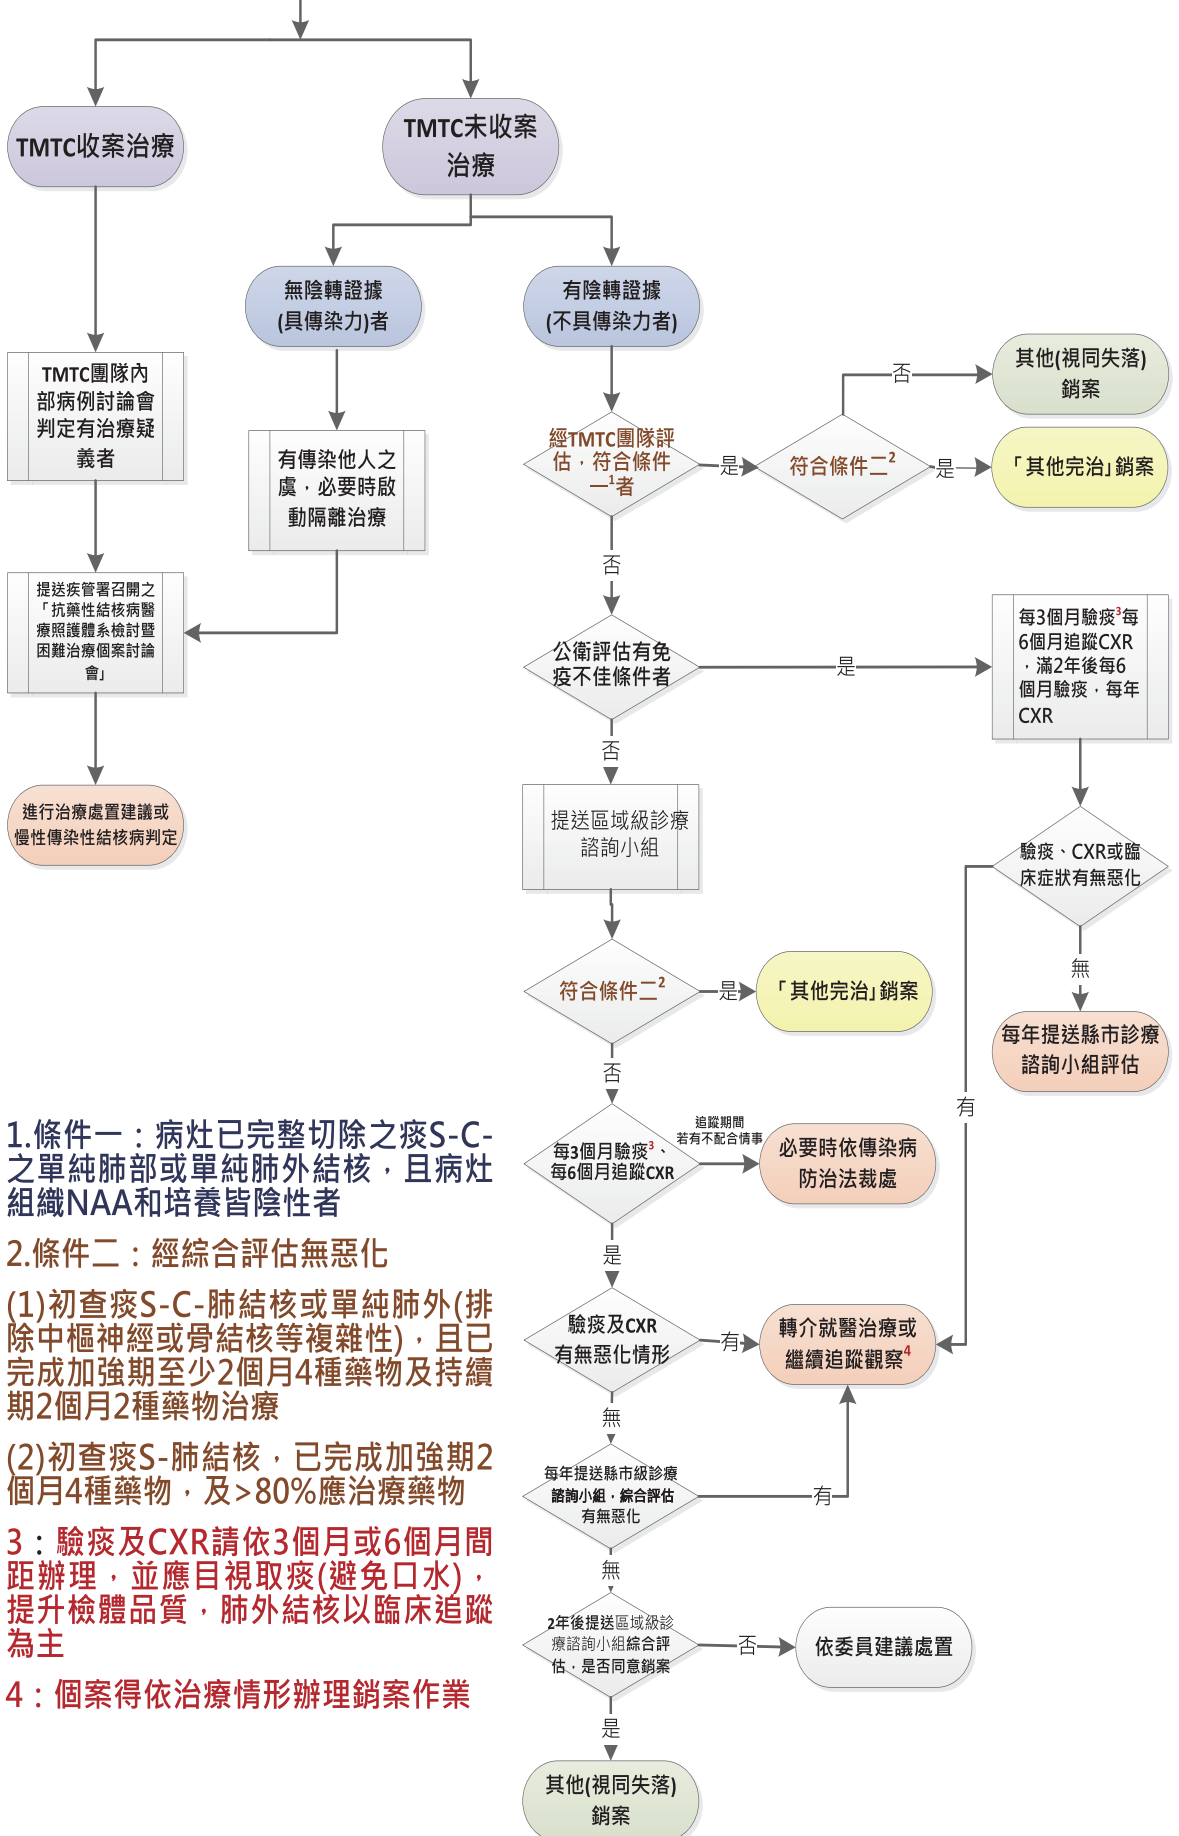 TMTC收案治療
TMTC未收案
治療
無陰轉證據
(具傳染力)者
有陰轉證據
(不具傳染力者)
TMTC團隊內
部病例討論會
判定有治療疑
義者
有傳染他人之
虞，必要時啟
動隔離治療
提送疾管署召開之
「抗藥性結核病醫
療照護體系檢討暨
困難治療個案討論
會」
進行治療處置建議或
慢性傳染性結核病判定
經TMTC團隊評
估，符合條件
一1者
是
符合條件二2
否
其他(視同失落)
銷案
是
「其他完治」銷案
否
公衛評估有免
疫不佳條件者
是
每3個月驗痰3每
6個月追蹤CXR
，滿2年後每6
個月驗痰，每年
CXR
驗痰、CXR或臨
床症狀有無惡化
無
每年提送縣市診療
諮詢小組評估
有
否
提送區域級診療
諮詢小組
符合條件二2
是
「其他完治」銷案
否
每3個月驗痰3、
每6個月追蹤CXR
追蹤期間
若有不配合情事
必要時依傳染病
防治法裁處
是
驗痰及CXR
有無惡化情形
有
轉介就醫治療或
繼續追蹤觀察4
無
每年提送縣市級診療
諮詢小組，綜合評估
有無惡化
有
無
2年後提送區域級診
療諮詢小組綜合評
估，是否同意銷案
否
依委員建議處置
是
其他(視同失落)
銷案
1.條件一：病灶已完整切除之痰S-C-
之單純肺部或單純肺外結核，且病灶
組織NAA和培養皆陰性者
2.條件二：經綜合評估無惡化
(1)初查痰S-C-肺結核或單純肺外(排
除中樞神經或骨結核等複雜性)，且已
完成加強期至少2個月4種藥物及持續
期2個月2種藥物治療
(2)初查痰S-肺結核，已完成加強期2
個月4種藥物，及>80%應治療藥物
3：驗痰及CXR請依3個月或6個月間
距辦理，並應目視取痰(避免口水)，
提升檢體品質，肺外結核以臨床追蹤
為主
4：個案得依治療情形辦理銷案作業